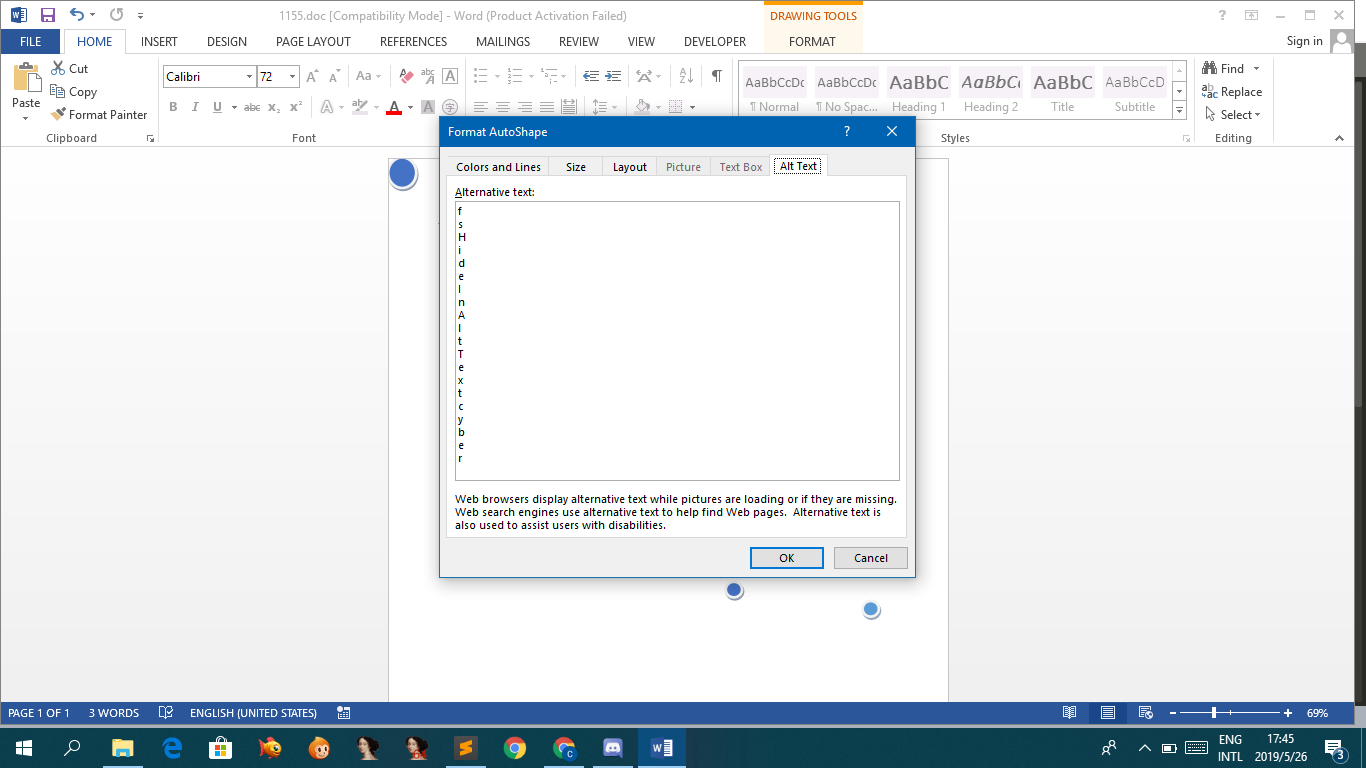 1155.doc [Compatibility Mode] - Word (Product Activation Failed)
DRAWING TOOLS
FILE HOME INSERT DESIGN PAGE LAYOUT REFERENCES MAILINGS REVIEW VIEW DEVELOPER FORMAT Sign in
Paste
Cut
Copy
Format Painter
Calibri 72
Font
AaBbCcDc AaBbCcDc AaBbC AaBbCc AaBbC AaBbCcD
¶ Normal ¶ No Spac... Heading 1 Heading 2 Title Subtitle
Styles
Find
Replace
Select
Editing
Format AutoShape
Colors and Lines Size Layout Picture Text Box Alt Text
Alternative text:
f
s
H
i
d
e
I
n
A
l
t
T
e
x
t
c
y
b
e
r
Web browsers display alternative text while pictures are loading or if they are missing.
Web search engines use alternative text to help find Web pages. Alternative text is
also used to assist users with disabilities.
OK Cancel
PAGE 1 OF 1 3 WORDS ENGLISH (UNITED STATES) 69%
ENG
INTL
17:45
2019/5/26
3